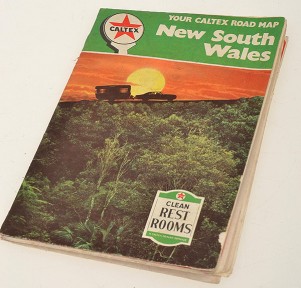 CALTEX
YOUR CALTEX ROAD MAP
New South
Wales
CLEAN
REST
ROOMS